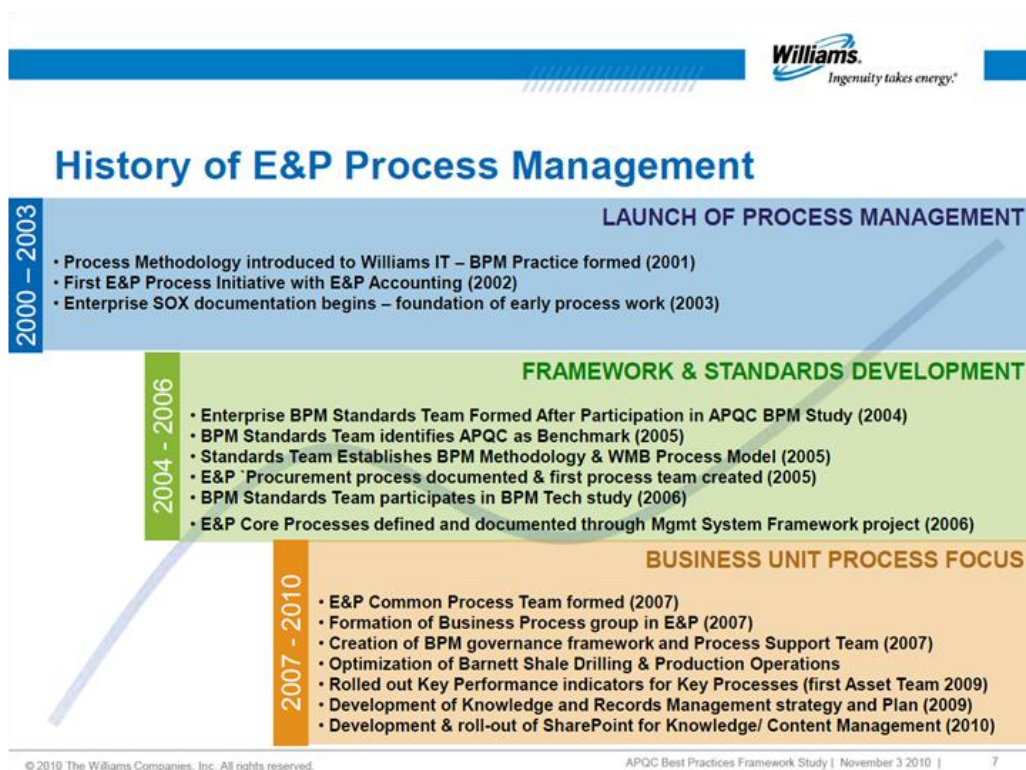 Williams.
Ingenuity takes energy.®
History of E&P Process Management
2000 – 2003
LAUNCH OF PROCESS MANAGEMENT
• Process Methodology introduced to Williams IT – BPM Practice formed (2001)
• First E&P Process Initiative with E&P Accounting (2002)
• Enterprise SOX documentation begins – foundation of early process work (2003)
2004 - 2006
FRAMEWORK & STANDARDS DEVELOPMENT
• Enterprise BPM Standards Team Formed After Participation in APQC BPM Study (2004)
• BPM Standards Team identifies APQC as Benchmark (2005)
• Standards Team Establishes BPM Methodology & WMB Process Model (2005)
• E&P `Procurement process documented & first process team created (2005)
• BPM Standards Team participates in BPM Tech study (2006)
• E&P Core Processes defined and documented through Mgmt System Framework project (2006)
2007 - 2010
BUSINESS UNIT PROCESS FOCUS
• E&P Common Process Team formed (2007)
• Formation of Business Process group in E&P (2007)
• Creation of BPM governance framework and Process Support Team (2007)
• Optimization of Barnett Shale Drilling & Production Operations
• Rolled out Key Performance indicators for Key Processes (first Asset Team 2009)
• Development of Knowledge and Records Management strategy and Plan (2009)
• Development & roll-out of SharePoint for Knowledge/ Content Management (2010)
© 2010 The Williams Companies, Inc. All rights reserved.
APQC Best Practices Framework Study | November 3 2010 | 7